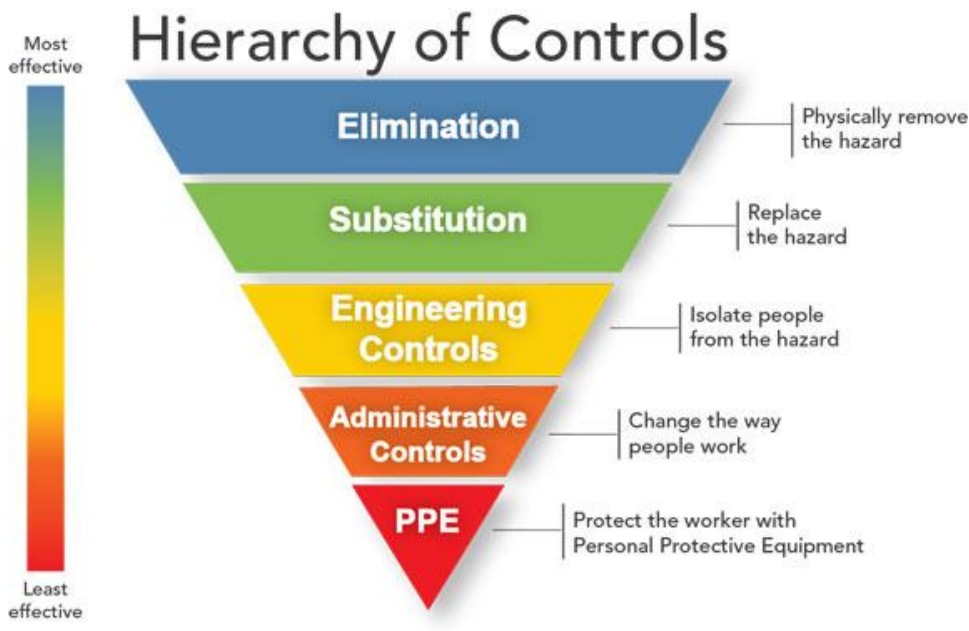 Hierarchy of Controls
Most
effective
Elimination
Physically remove
the hazard
Substitution
Replace
the hazard
Engineering
Controls
Isolate people
from the hazard
Administrative
Controls
Change the way
people work
PPE
Protect the worker with
Personal Protective Equipment
Least
effective